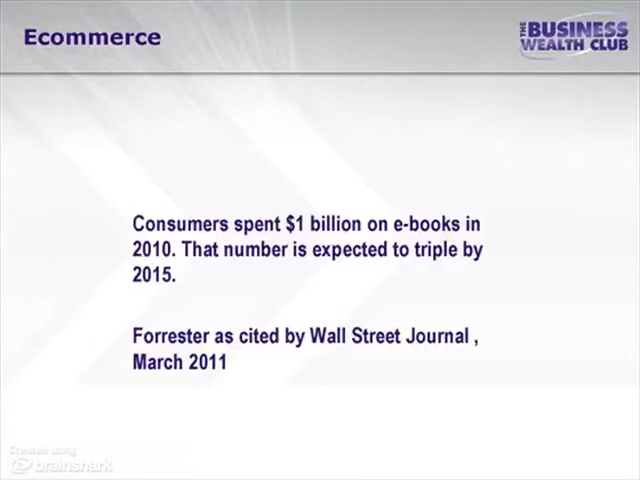 Ecommerce
THE BUSINESS
WEALTH CLUB
Consumers spent $1 billion on e-books in
2010. That number is expected to triple by
2015.
Forrester as cited by Wall Street Journal ,
March 2011
Created using
brainshark